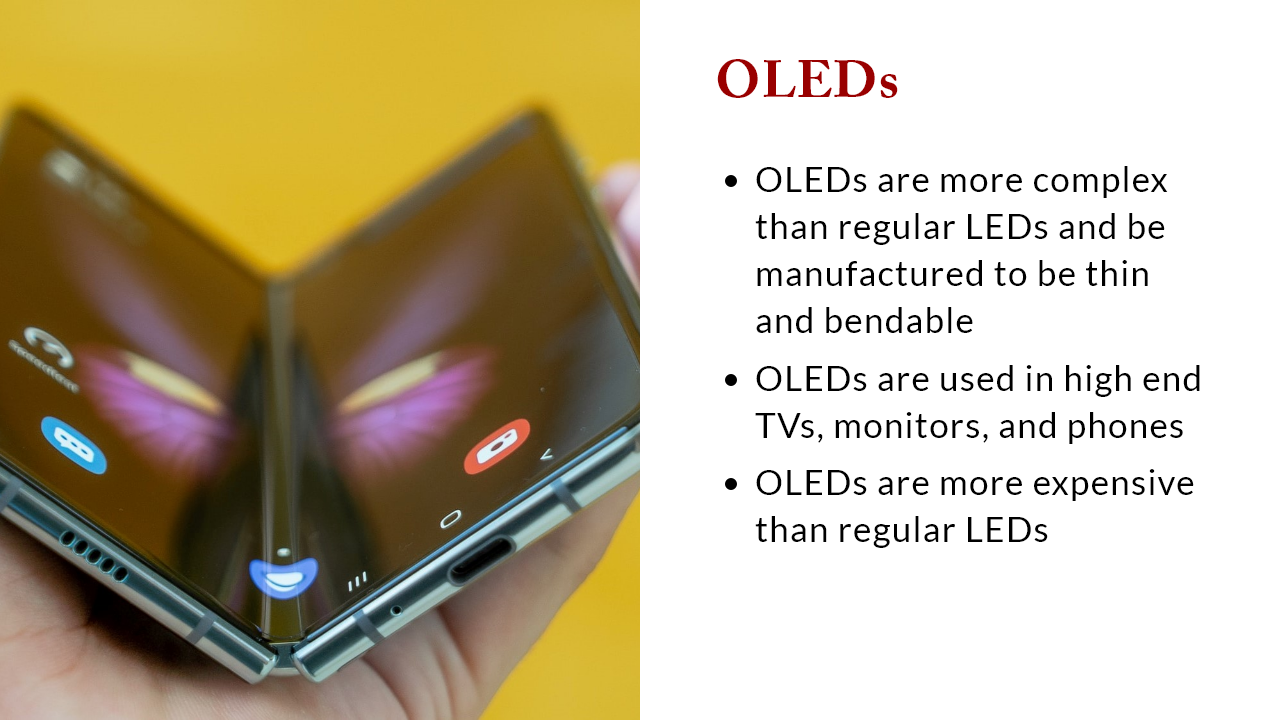 OLEDs
• OLEDs are more complex
than regular LEDs and be
manufactured to be thin
and bendable
• OLEDs are used in high end
TVs, monitors, and phones
• OLEDs are more expensive
than regular LEDs